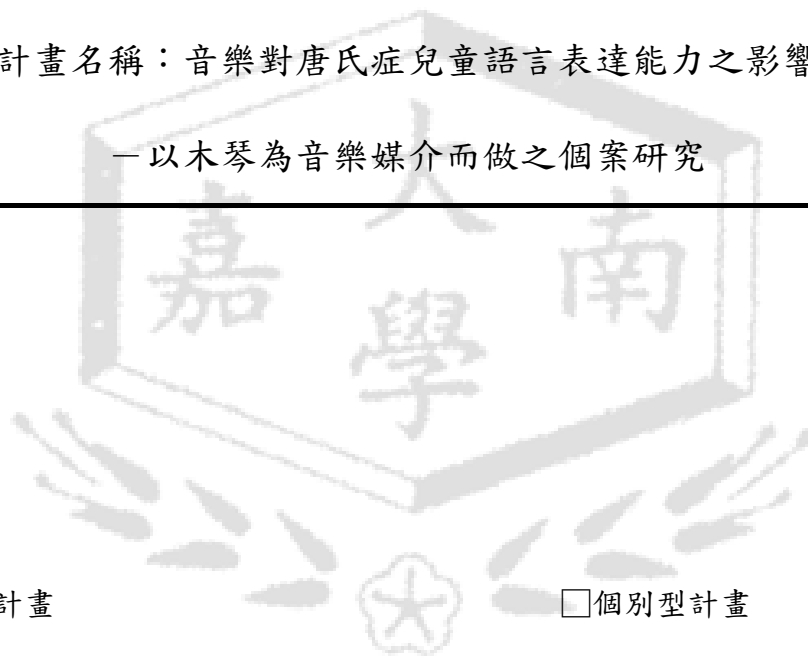 計畫名稱：音樂對唐氏症兒童語言表達能力之影響
－以木琴為音樂媒介而做之個案研究
大
嘉 南
學
計畫 □個別型計畫